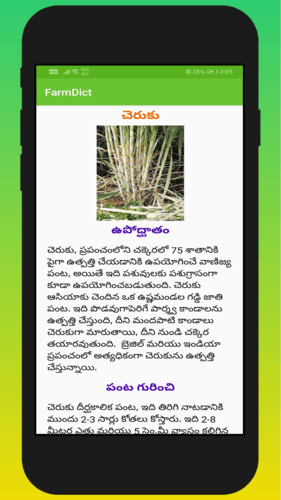 35% 3:05
FarmDict
చెరుకు
ఉపోద్ఘాతం
చెరుకు, ప్రపంచంలోని చక్కెరలో 75 శాతానికి
పైగా ఉత్పత్తి చేయడానికి ఉపయోగించే వాణిజ్య
పంట, అయితే ఇది పశువులకు పశుగ్రాసంగా
కూడా ఉపయోగించబడుతుంది. చెరుకు
ఆసియాకు చెందిన ఒక ఉష్ణమండల గడ్డి జాతి
పంట. ఇది పొడవుగాపెరిగే పార్శ్వ కాండాలను
ఉత్పత్తి చేస్తుంది, దీని మందపాటి కాండాలు
చెరుకుగా మారుతాయి, దీని నుండి చక్కెర
తయారవుతుంది. బ్రెజిల్ మరియు ఇండియా
ప్రపంచంలో అత్యధికంగా చెరుకును ఉత్పత్తి
చేస్తున్నాయి.
పంట గురించి
చెరుకు దీర్ఘకాలిక పంట, ఇది తిరిగి నాటడానికి
ముందు 2-3 సార్లు కోతలు కోస్తారు. ఇది 2-8
మీటర్ల ఎత్తు మరియు 5 సెం.మీ వ్యాసం కలిగిన